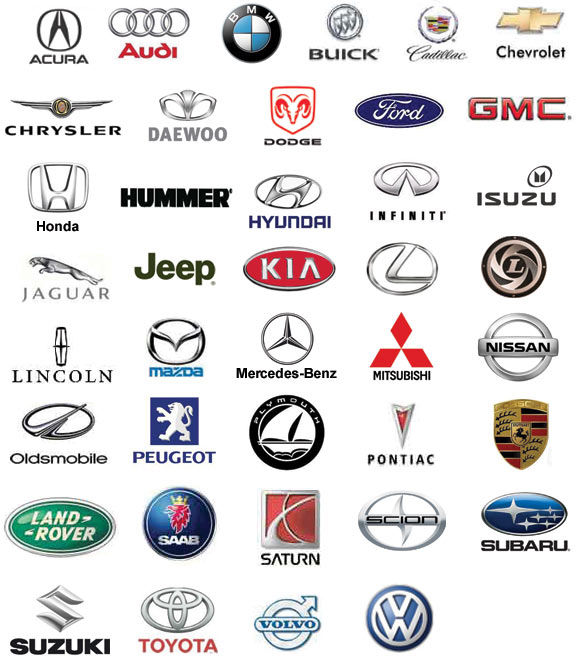 ACURA
Audi
BMW
BUICK
Cadillac
Chevrolet
CHRYSLER
DAEWOO
DODGE
Ford
GMC
Honda
HUMMER
HYUNDAI
INFINITI
ISUZU
JAGUAR
Jeep
KIA
L
LINCOLN
mazda
Mercedes-Benz
MITSUBISHI
NISSAN
Oldsmobile
PEUGEOT
PLYMOUTH
PONTIAC
PORSCHE
LAND-
-ROVER
SAAB
SATURN
SCION
SUBARU
SUZUKI
TOYOTA
VOLVO
VW